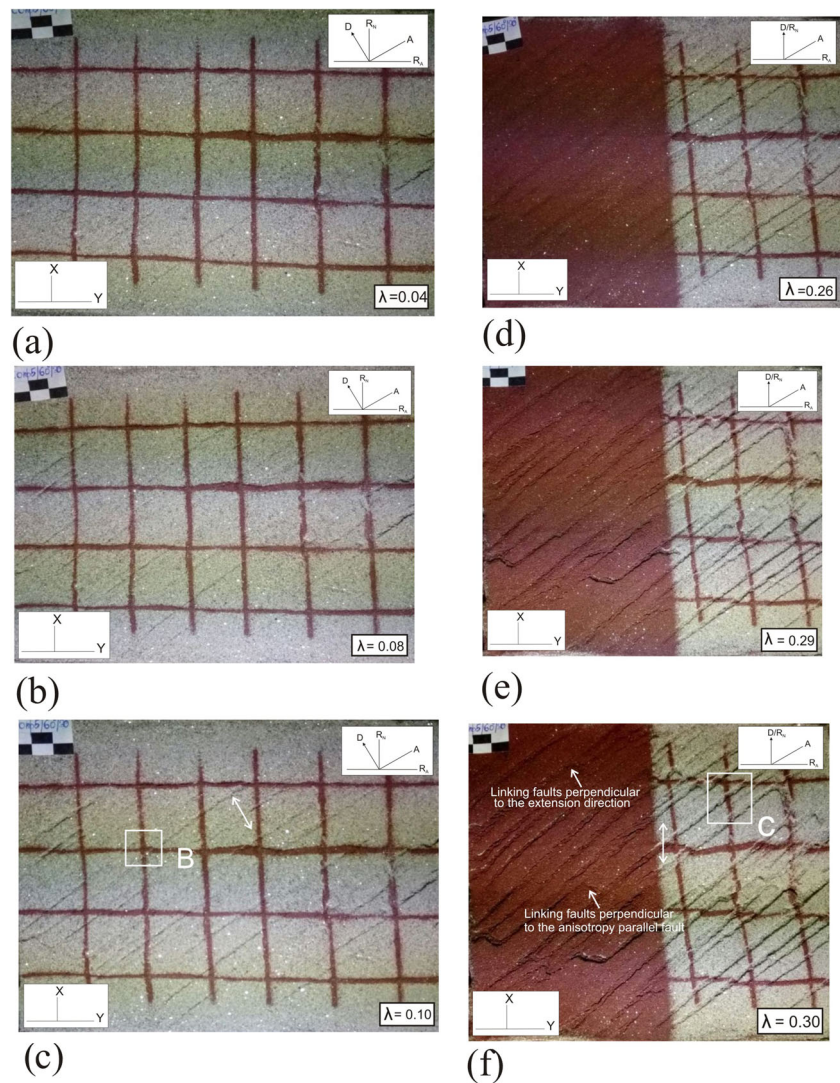 D R_N A R_A
X
Y
λ=0.04
(a)
D R_N A R_A
X
Y
λ= 0.08
(b)
D R_N A R_A
B
X
Y
λ= 0.10
(c)
D/R_N A R_A
X
Y
λ=0.26
(d)
D/R_N A R_A
X
Y
λ=0.29
(e)
D/R_N A R_A
Linking faults perpendicular
to the extension direction
C
Linking faults perpendicular
to the anisotropy parallel fault
X
Y
λ= 0.30
(f)